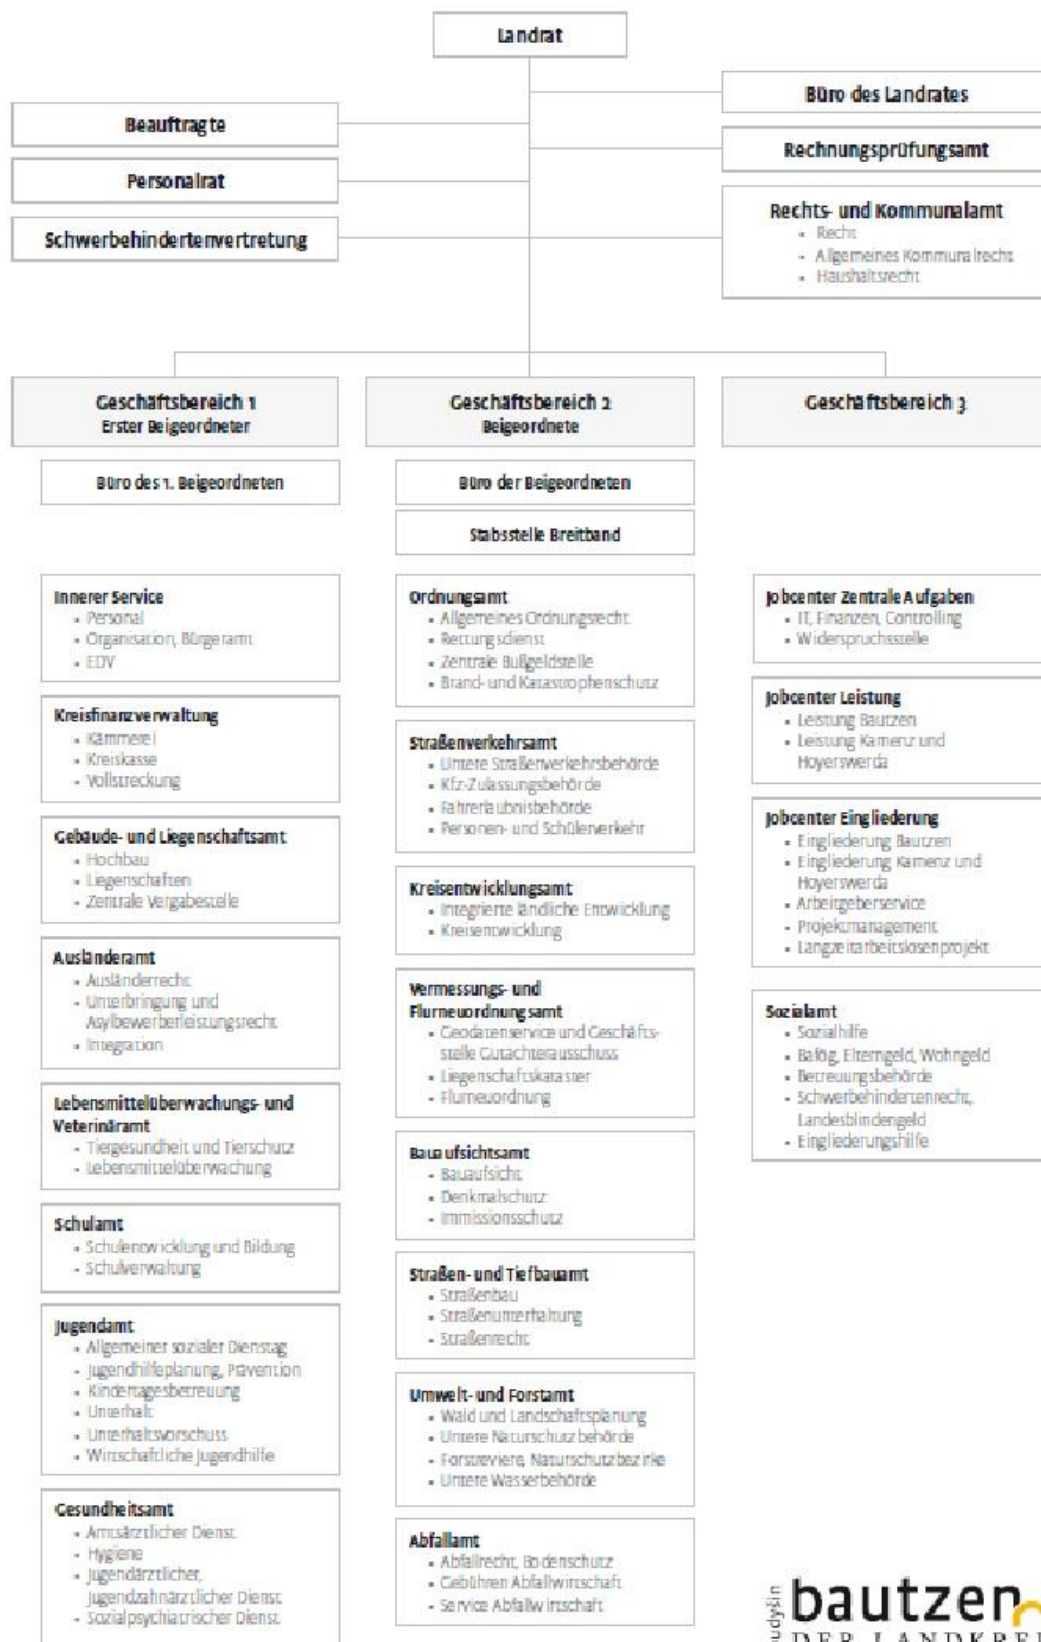 Landrat
Beauftragte
Personalrat
Schwerbehindertenvertretung
Büro des Landrates
Rechnungsprüfungsamt
Rechts- und Kommunalamt
Recht
Allgemeines Kommunalrecht
Haushaltsrecht
Geschäftsbereich 1
Erster Beigeordneter
Büro des 1. Beigeordneten
Innerer Service
Personal
Organisation, Bürgeramt
EDV
Kreisfinanzverwaltung
Kämmerei
Kreiskasse
Vollstreckung
Gebäude- und Liegenschaftsamt
Hochbau
Liegenschaften
Zentrale Vergabestelle
Ausländeramt
Ausländerrecht
Unterbringung und
Asylbewerberleistungsrecht
Integration
Lebensmittelüberwachungs- und
Veterinäramt
Tiergesundheit und Tierschutz
Lebensmittelüberwachung
Schulamt
Schulentwicklung und Bildung
Schulverwaltung
Jugendamt
Allgemeiner sozialer Dienstag
Jugendhilfeplanung, Prävention
Kindertagesbetreuung
Unterhalt
Unterhaltsvorschuss
Wirtschaftliche Jugendhilfe
Gesundheitsamt
Amtsärztlicher Dienst
Hygiene
Jugendärztlicher,
Jugendzahnärztlicher Dienst
Sozialpsychiatrischer Dienst
Geschäftsbereich 2
Beigeordnete
Büro der Beigeordneten
Stabsstelle Breitband
Ordnungsamt
Allgemeines Ordnungsrecht
Rettungsdienst
Zentrale Bußgeldstelle
Brand- und Katastrophenschutz
Straßenverkehrsamt
Untere Straßenverkehrsbehörde
Kfz-Zulassungsbehörde
Fahrerlaubnisbehörde
Personen- und Schülerverkehr
Kreisentwicklungsamt
Integrierte ländliche Entwicklung
Kreisentwicklung
Vermessungs- und
Flurneuordnungsamt
Geodatenservice und Geschäfts-
stelle Gutachterausschuss
Liegenschaftskataster
Flurneuordnung
Bauaufsichtsamt
Bauaufsicht
Denkmalschutz
Immissionsschutz
Straßen- und Tiefbauamt
Straßenbau
Straßenunterhaltung
Straßenrecht
Umwelt- und Forstamt
Wald und Landschaftsplanung
Untere Naturschutzbehörde
Forstreviere, Naturschutzbezirke
Untere Wasserbehörde
Abfallamt
Abfallrecht, Bodenschutz
Gebühren Abfallwirtschaft
Service Abfallwirtschaft
Geschäftsbereich 3
Jobcenter Zentrale Aufgaben
IT, Finanzen, Controlling
Widerspruchsstelle
Jobcenter Leistung
Leistung Bautzen
Leistung Kamenz und
Hoyerswerda
Jobcenter Eingliederung
Eingliederung Bautzen
Eingliederung Kamenz und
Hoyerswerda
Arbeitgeberservice
Projektmanagement
Langzeitarbeitslosenprojekt
Sozialamt
Sozialhilfe
Bafög, Elterngeld, Wohngeld
Betreuungsbehörde
Schwerbehindertenrecht,
Landesblindengeld
Eingliederungshilfe
bautzen
DER LANDKREI